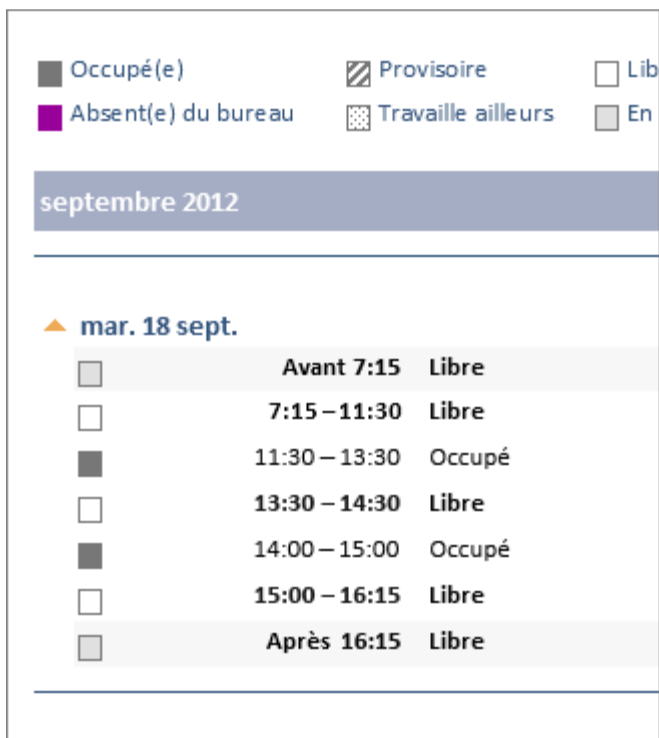 Occupé(e) Provisoire Lib
Absent(e) du bureau Travaille ailleurs En
septembre 2012
mar. 18 sept.
Avant 7:15 Libre
7:15 – 11:30 Libre
11:30 – 13:30 Occupé
13:30 – 14:30 Libre
14:00 – 15:00 Occupé
15:00 – 16:15 Libre
Après 16:15 Libre